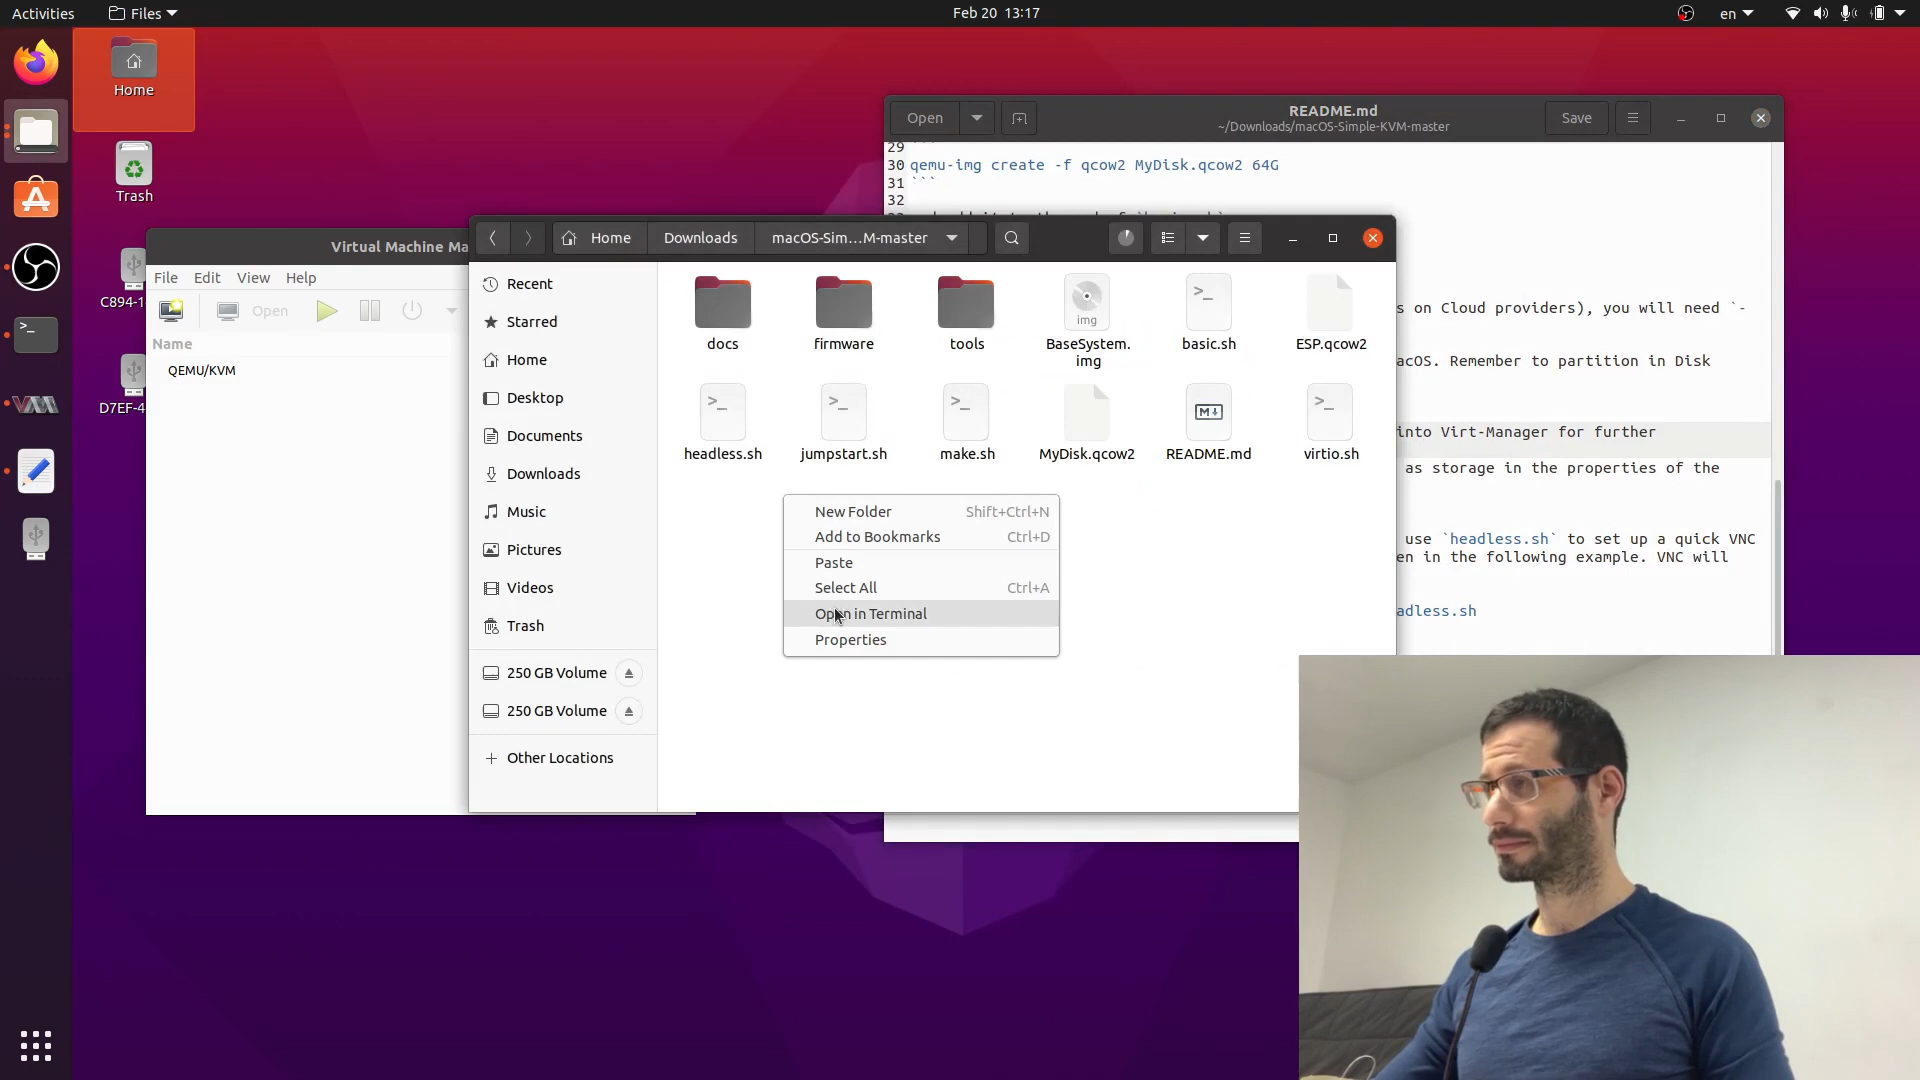 Activities
Files
Feb 20 13:17
en
Home
Trash
C894-1
D7EF-4
Open
README.md
~/Downloads/macOS-Simple-KVM-master
Save
29 ```
30 qemu-img create -f qcow2 MyDisk.qcow2 64G
31 ```
32
s on Cloud providers), you will need `-
acOS. Remember to partition in Disk
into Virt-Manager for further
as storage in the properties of the
use `headless.sh` to set up a quick VNC
en in the following example. VNC will
adless.sh
Virtual Machine Ma
File Edit View Help
Open
Name
QEMU/KVM
Home Downloads macOS-Sim…M-master
Recent
Starred
Home
Desktop
Documents
Downloads
Music
Pictures
Videos
Trash
250 GB Volume
250 GB Volume
Other Locations
docs
firmware
tools
img
BaseSystem.
img
basic.sh
ESP.qcow2
headless.sh
jumpstart.sh
make.sh
MyDisk.qcow2
README.md
virtio.sh
New Folder Shift+Ctrl+N
Add to Bookmarks Ctrl+D
Paste
Select All Ctrl+A
Open in Terminal
Properties